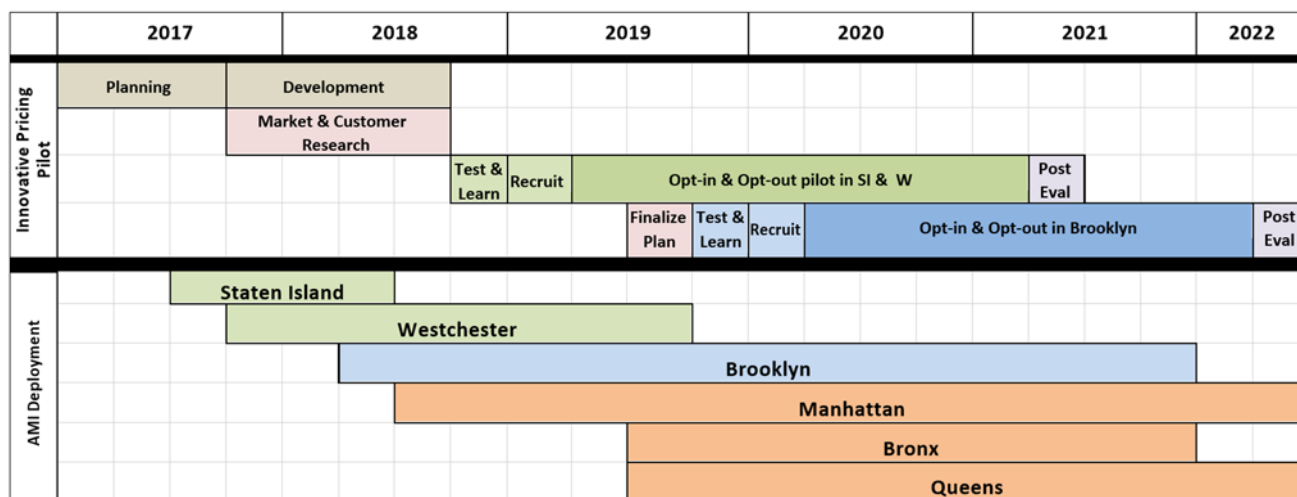 2017 2018 2019 2020 2021 2022
Innovative Pricing
Pilot
Planning Development
Market & Customer
Research
Test &
Learn
Recruit
Opt-in & Opt-out pilot in SI & W
Post
Eval
Finalize
Plan
Test &
Learn
Recruit
Opt-in & Opt-out in Brooklyn
Post
Eval
AMI Deployment
Staten Island
Westchester
Brooklyn
Manhattan
Bronx
Queens